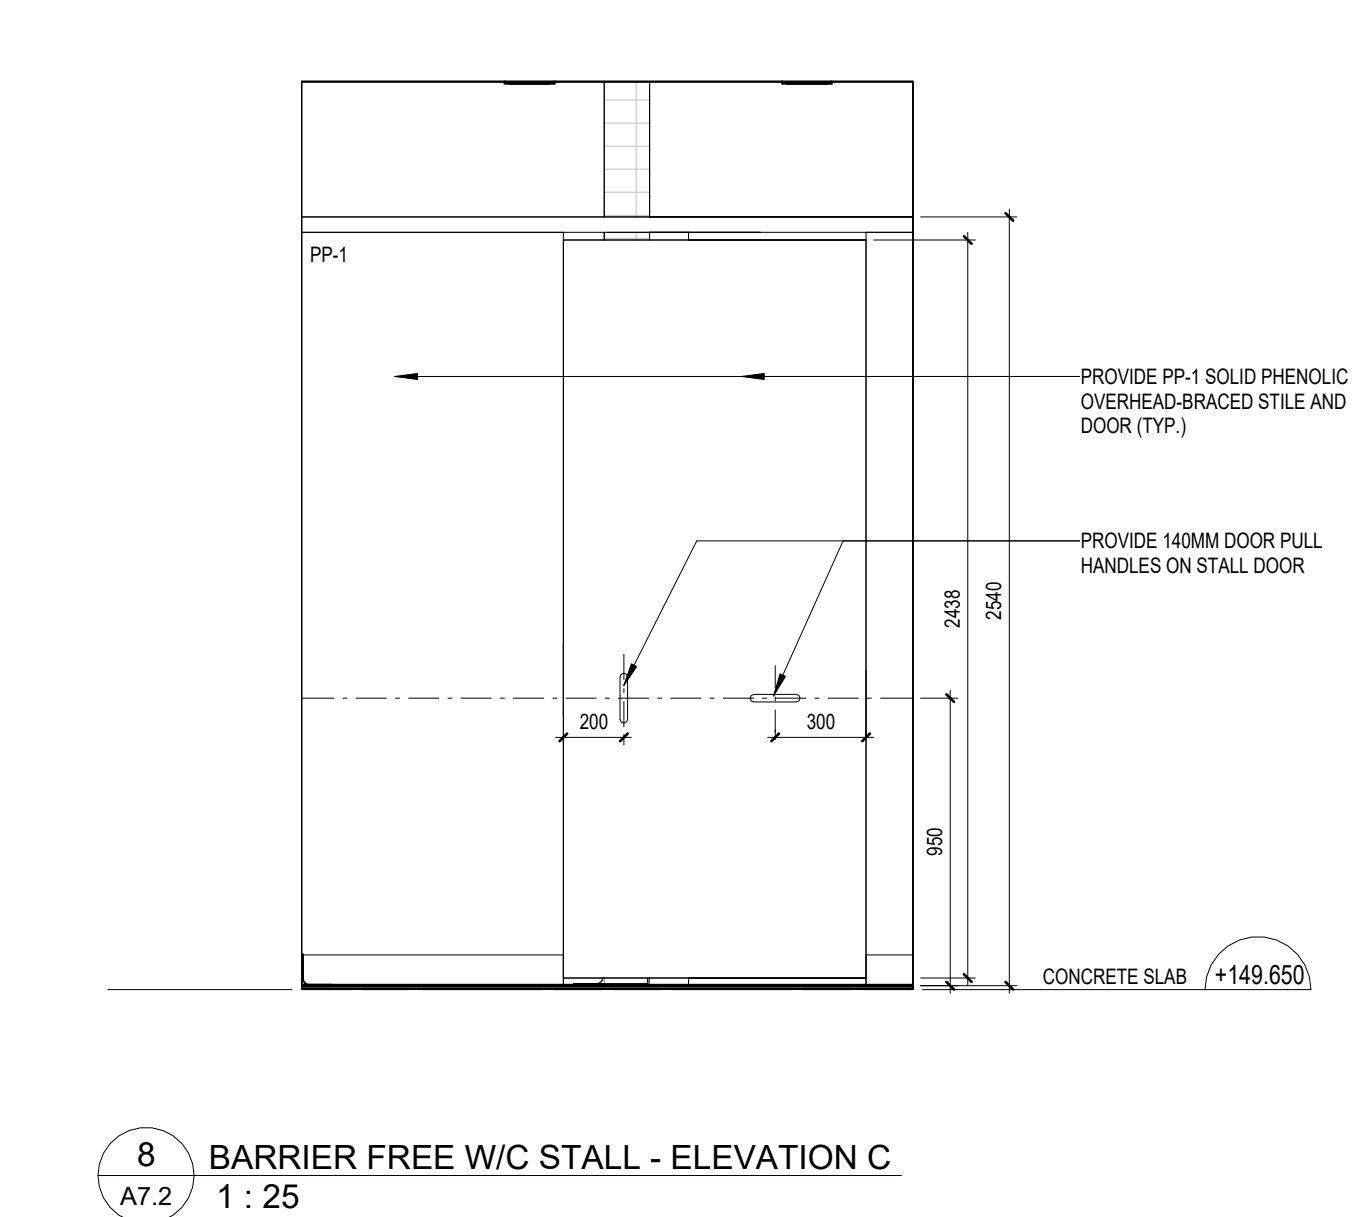 PP-1
PROVIDE PP-1 SOLID PHENOLIC
OVERHEAD-BRACED STILE AND
DOOR (TYP.)
PROVIDE 140MM DOOR PULL
HANDLES ON STALL DOOR
2438
2540
200
300
950
CONCRETE SLAB
+149.650
8
A7.2
BARRIER FREE W/C STALL - ELEVATION C
1 : 25